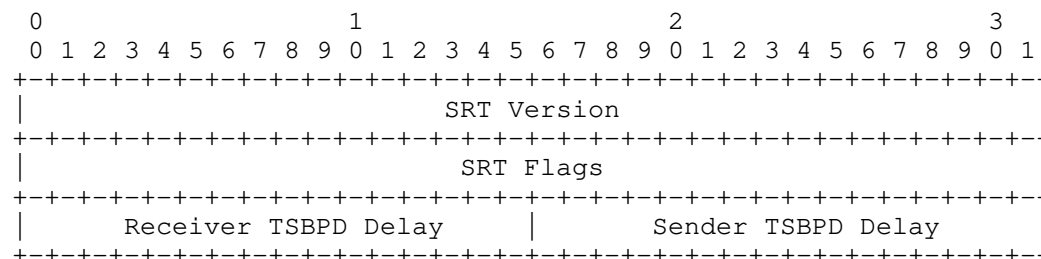 0                   1                   2                   3
 0 1 2 3 4 5 6 7 8 9 0 1 2 3 4 5 6 7 8 9 0 1 2 3 4 5 6 7 8 9 0 1
+-+-+-+-+-+-+-+-+-+-+-+-+-+-+-+-+-+-+-+-+-+-+-+-+-+-+-+-+-+-+-+-
|                          SRT Version
+-+-+-+-+-+-+-+-+-+-+-+-+-+-+-+-+-+-+-+-+-+-+-+-+-+-+-+-+-+-+-+-
|                           SRT Flags
+-+-+-+-+-+-+-+-+-+-+-+-+-+-+-+-+-+-+-+-+-+-+-+-+-+-+-+-+-+-+-+-
|      Receiver TSBPD Delay     |       Sender TSBPD Delay
+-+-+-+-+-+-+-+-+-+-+-+-+-+-+-+-+-+-+-+-+-+-+-+-+-+-+-+-+-+-+-+-